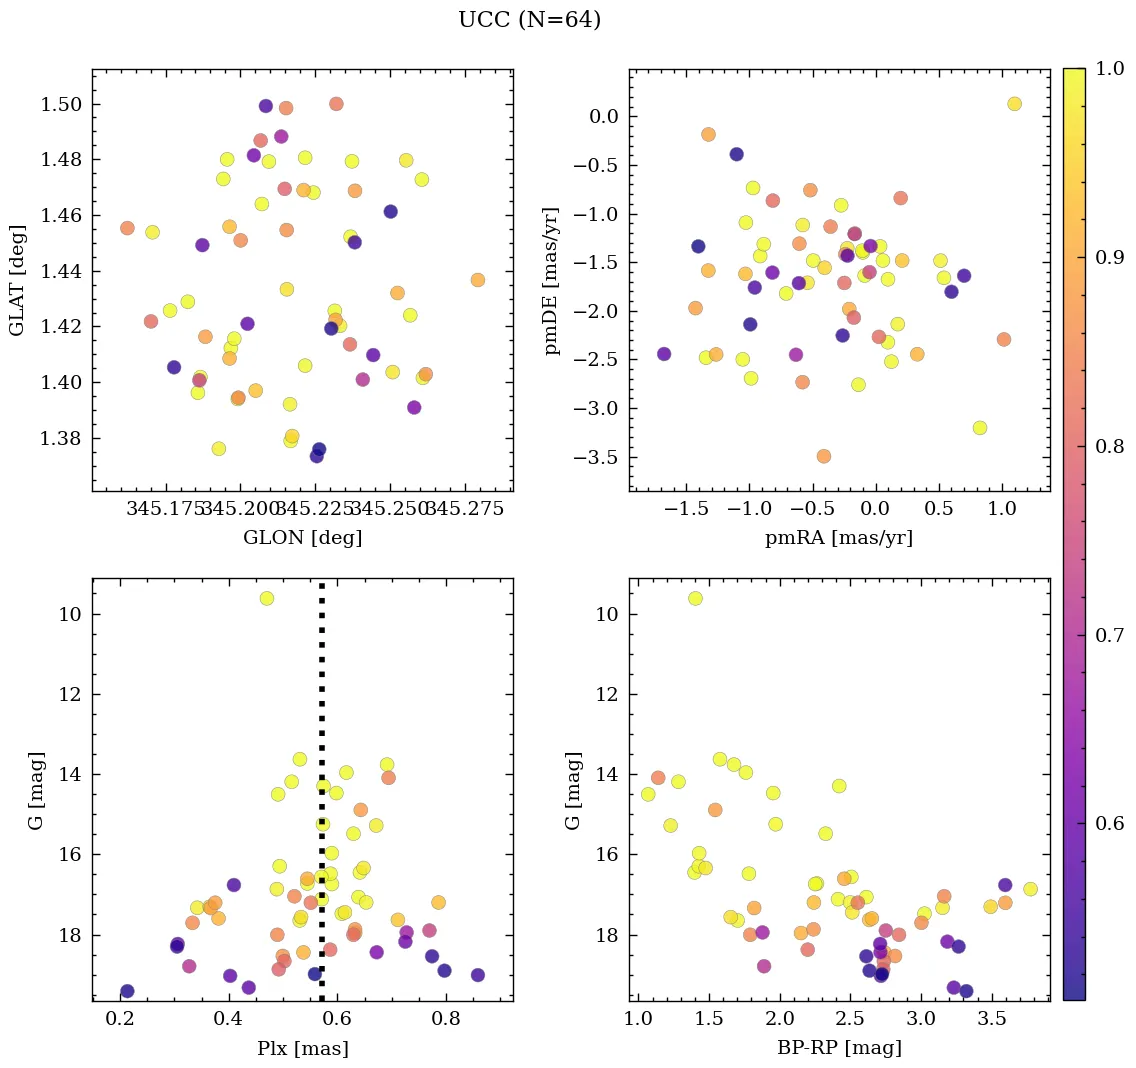 UCC (N=64)
1.50
1.48
1.46
1.44
1.42
1.40
1.38
GLAT [deg]
345.175 345.200 345.225 345.250 345.275
GLON [deg]
0.0
−0.5
−1.0
−1.5
−2.0
−2.5
−3.0
−3.5
pmDE [mas/yr]
−1.5 −1.0 −0.5 0.0 0.5 1.0
pmRA [mas/yr]
1.0
0.9
0.8
0.7
0.6
10
12
14
16
18
G [mag]
0.2 0.4 0.6 0.8
Plx [mas]
10
12
14
16
18
G [mag]
1.0 1.5 2.0 2.5 3.0 3.5
BP-RP [mag]